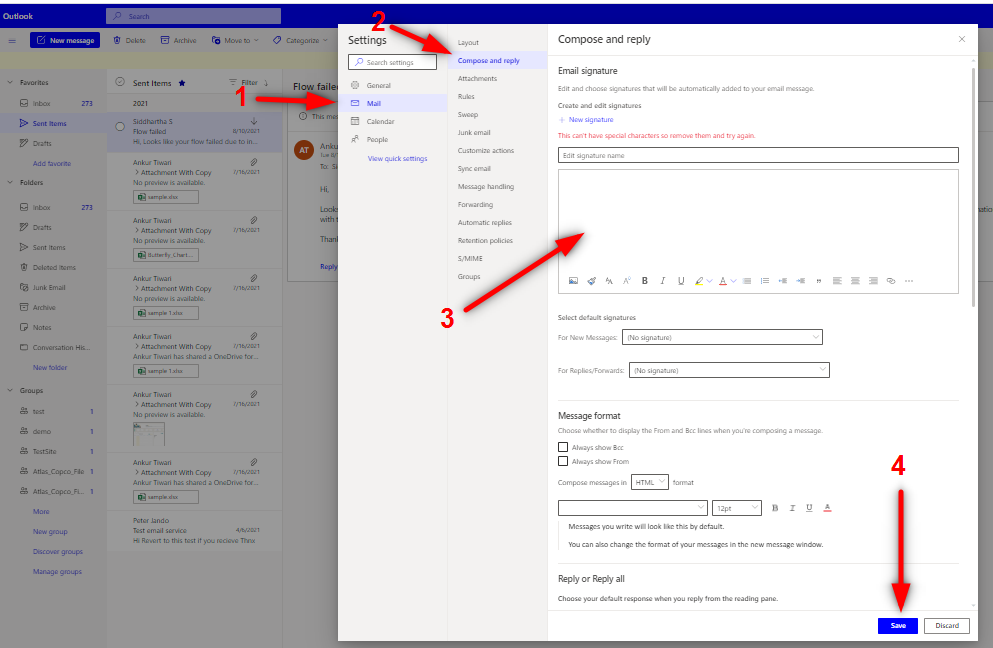 Outlook
Search
New message
Delete
Archive
Move to
Categorize
Favorites
Inbox 273
Sent Items
Drafts
Add favorite
Folders
Inbox 273
Drafts
Sent Items
Deleted Items
Junk Email
Archive
Notes
Conversation His...
New folder
Groups
test 1
demo 1
TestSite 1
Atlas_Copco_File 1
Atlas_Copco_Fi... 1
More
New group
Discover groups
Manage groups
Sent Items
Filter
2021
Siddhartha S
Flow failed 8/10/2021
Hi, Looks like your flow failed due to in...
Ankur Tiwari
> Attachment With Copy 7/16/2021
No preview is available.
sample.xlsx
Ankur Tiwari
> Attachment With Copy 7/16/2021
No preview is available.
Butterfly_Chart...
Ankur Tiwari
> Attachment With Copy 7/16/2021
No preview is available.
sample 1.xlsx
Ankur Tiwari
> Attachment With Copy 7/16/2021
Ankur Tiwari has shared a OneDrive for...
sample 1.xlsx
Ankur Tiwari
> Attachment With Copy 7/16/2021
No preview is available.
Ankur Tiwari
> Attachment With Copy 7/16/2021
Ankur Tiwari has shared a OneDrive for...
sample.xlsx
Peter Jando
Test email service 4/6/2021
Hi Revert to this test if you recieve Thnx
Flow failed
This mes
AT
Ankur
Tue 8/
To: Si
Hi,
Look
with t
Than
Reply
1
2
3
4
Settings
Search settings
General
Mail
Calendar
People
View quick settings
Layout
Compose and reply
Attachments
Rules
Sweep
Junk email
Customize actions
Sync email
Message handling
Forwarding
Automatic replies
Retention policies
S/MIME
Groups
Compose and reply
Email signature
Edit and choose signatures that will be automatically added to your email message.
Create and edit signatures
+ New signature
This can't have special characters so remove them and try again.
Edit signature name
B I U A
Select default signatures
For New Messages: (No signature)
For Replies/Forwards: (No signature)
Message format
Choose whether to display the From and Bcc lines when you're composing a message.
Always show Bcc
Always show From
Compose messages in HTML format
12pt B I U A
Messages you write will look like this by default.
You can also change the format of your messages in the new message window.
Reply or Reply all
Choose your default response when you reply from the reading pane.
Save
Discard